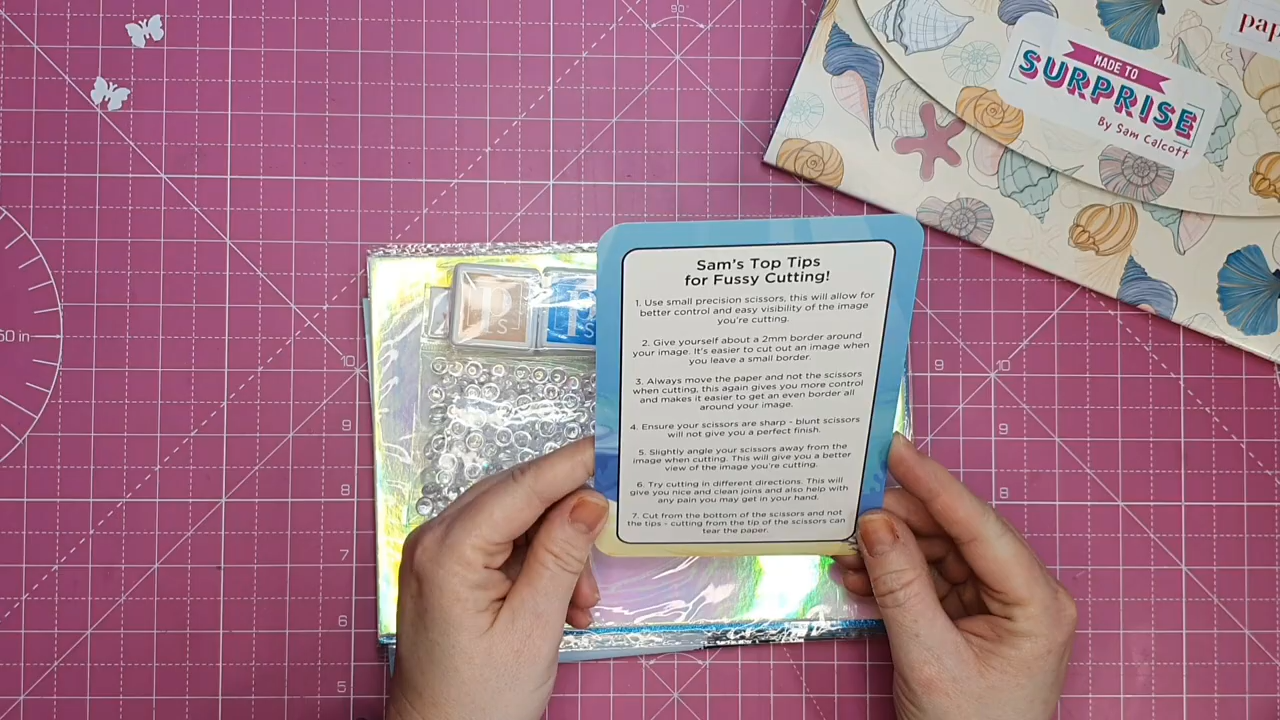 90°
pap
MADE TO
SURPRISE
By Sam Calcott
Sam's Top Tips
for Fussy Cutting!
1. Use small precision scissors, this will allow for
better control and easy visibility of the image
you're cutting.
2. Give yourself about a 2mm border around
your image. It's easier to cut out an image when
you leave a small border.
3. Always move the paper and not the scissors
when cutting, this again gives you more control
and makes it easier to get an even border all
around your image.
4. Ensure your scissors are sharp - blunt scissors
will not give you a perfect finish.
5. Slightly angle your scissors away from the
image when cutting. This will give you a better
view of the image you're cutting.
6. Try cutting in different directions. This will
give you nice and clean joins and also help with
any pain you may get in your hand.
7. Cut from the bottom of the scissors and not
the tips - cutting from the tip of the scissors can
tear the paper.
Ps
Ps
50 in
10
9
8
7
6
5
10
8